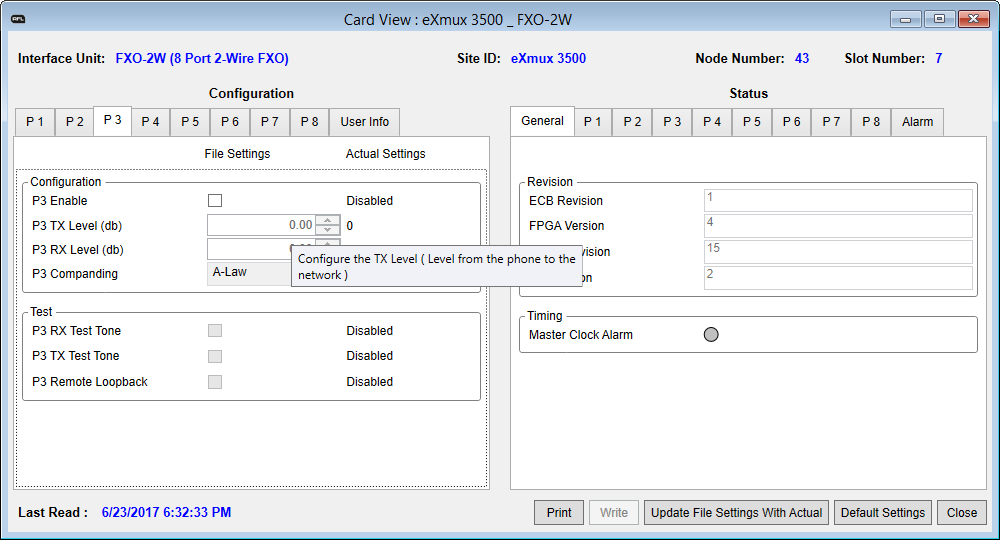 RFL
Card View : eXmux 3500 _ FXO-2W
Interface Unit: FXO-2W (8 Port 2-Wire FXO) Site ID: eXmux 3500 Node Number: 43 Slot Number: 7
Configuration
P 1 P 2 P 3 P 4 P 5 P 6 P 7 P 8 User Info
File Settings Actual Settings
Configuration
P3 Enable Disabled
P3 TX Level (db) 0.00 0
P3 RX Level (db)
P3 Companding A-Law
Configure the TX Level ( Level from the phone to the
network )
Test
P3 RX Test Tone Disabled
P3 TX Test Tone Disabled
P3 Remote Loopback Disabled
Status
General P 1 P 2 P 3 P 4 P 5 P 6 P 7 P 8 Alarm
Revision
ECB Revision 1
FPGA Version 4
15
2
Timing
Master Clock Alarm
Last Read : 6/23/2017 6:32:33 PM
Print Write Update File Settings With Actual Default Settings Close